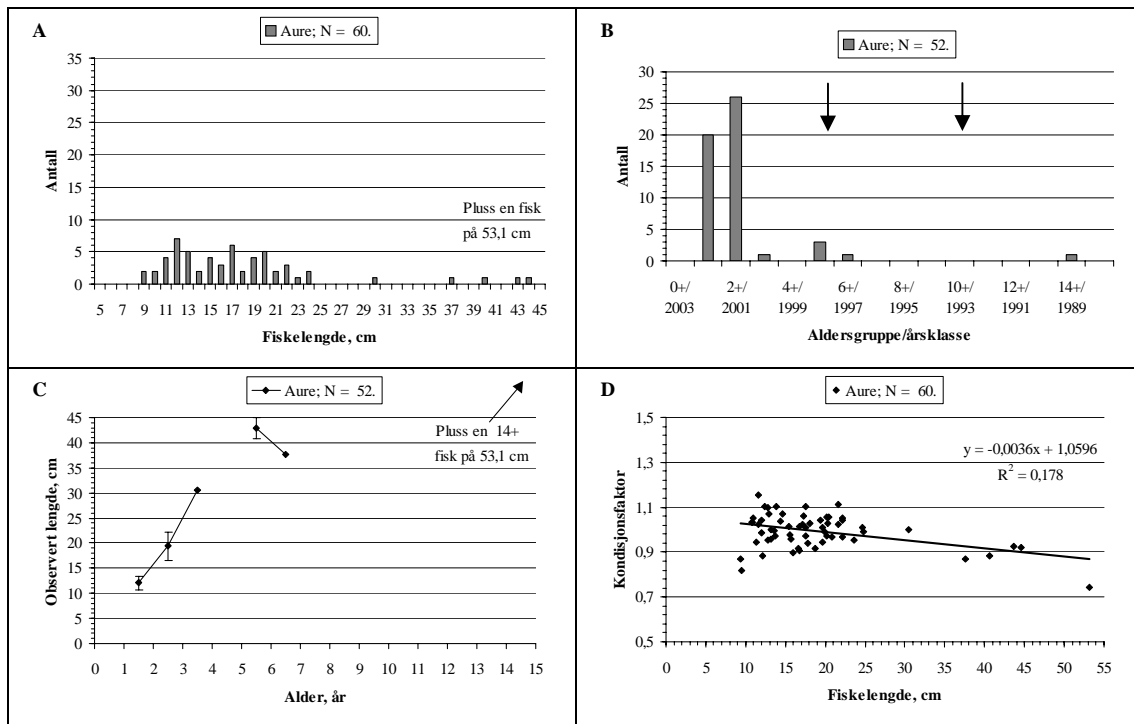 A
Aure; N = 60.
35
30
25
20
15
10
5
0
Antall
Pluss en fisk
på 53,1 cm
5 7 9 11 13 15 17 19 21 23 25 27 29 31 33 35 37 39 41 43 45
Fiskelengde, cm
B
Aure; N = 52.
30
25
20
15
10
5
0
Antall
0+/ 2+/ 4+/ 6+/ 8+/ 10+/ 12+/ 14+/
2003 2001 1999 1997 1995 1993 1991 1989
Aldersgruppe/årsklasse
C
Aure; N = 52.
45
40
35
30
25
20
15
10
5
0
Observert lengde, cm
Pluss en 14+
fisk på 53,1 cm
0 1 2 3 4 5 6 7 8 9 10 11 12 13 14 15
Alder, år
D
Aure; N = 60.
1,5
1,3
1,1
0,9
0,7
0,5
Kondisjonsfaktor
y = -0,0036x + 1,0596
R² = 0,178
0 5 10 15 20 25 30 35 40 45 50 55
Fiskelengde, cm